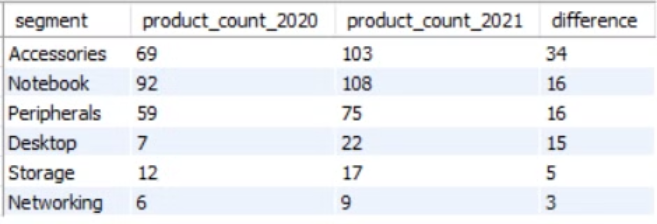 segment product_count_2020 product_count_2021 difference
Accessories 69 103 34
Notebook 92 108 16
Peripherals 59 75 16
Desktop 7 22 15
Storage 12 17 5
Networking 6 9 3